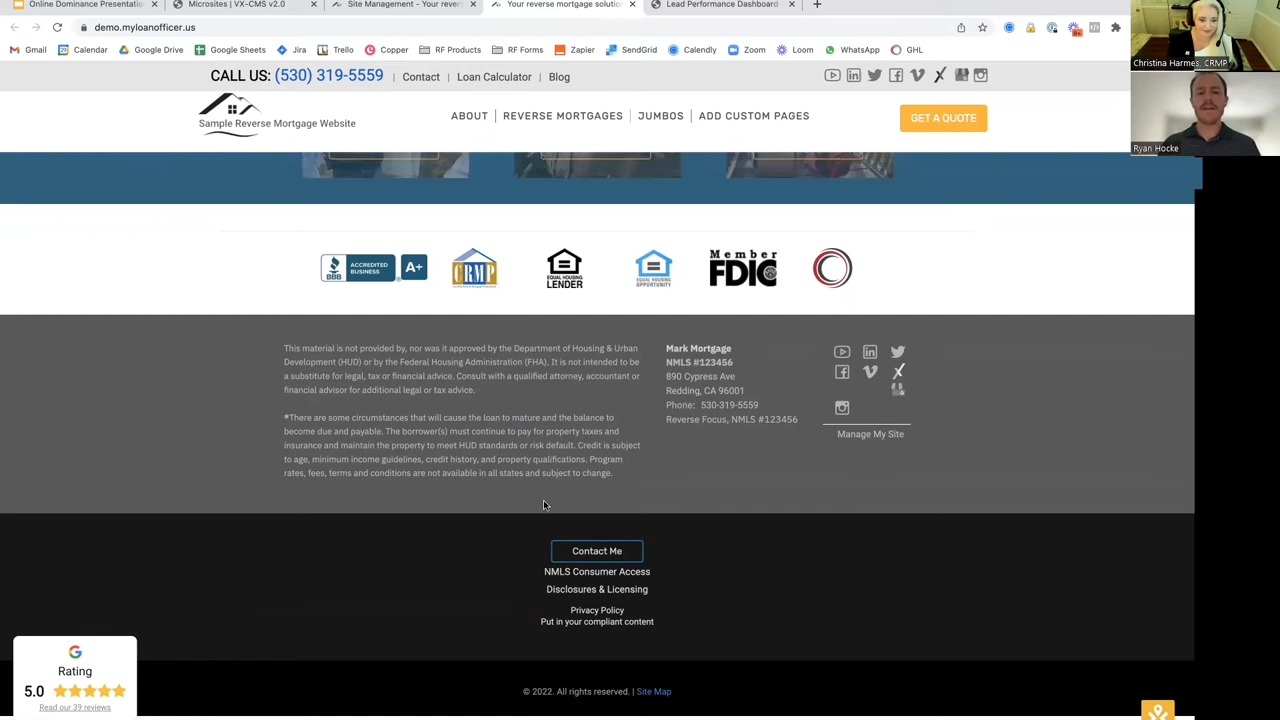 Online Dominance Presentatio
Microsites | VX-CMS v2.0
Site Management - Your revers
Your reverse mortgage solution
Lead Performance Dashboard
demo.myloanofficer.us
Gmail
Calendar
Google Drive
Google Sheets
Jira
Trello
Copper
RF Products
RF Forms
Zapier
SendGrid
Calendly
Zoom
Loom
WhatsApp
GHL
CALL US: (530) 319-5559 | Contact | Loan Calculator | Blog
Christina Harmes, CRMP
Ryan Hocke
Sample Reverse Mortgage Website
ABOUT | REVERSE MORTGAGES | JUMBOS | ADD CUSTOM PAGES
GET A QUOTE
BBB
ACCREDITED
BUSINESS
A+
CRMP
EQUAL HOUSING
LENDER
EQUAL HOUSING
OPPORTUNITY
Member
FDIC
This material is not provided by, nor was it approved by the Department of Housing & Urban
Development (HUD) or by the Federal Housing Administration (FHA). It is not intended to be
a substitute for legal, tax or financial advice. Consult with a qualified attorney, accountant or
financial advisor for additional legal or tax advice.
*There are some circumstances that will cause the loan to mature and the balance to
become due and payable. The borrower(s) must continue to pay for property taxes and
insurance and maintain the property to meet HUD standards or risk default. Credit is subject
to age, minimum income guidelines, credit history, and property qualifications. Program
rates, fees, terms and conditions are not available in all states and subject to change.
Mark Mortgage
NMLS #123456
890 Cypress Ave
Redding, CA 96001
Phone: 530-319-5559
Reverse Focus, NMLS #123456
Manage My Site
Contact Me
NMLS Consumer Access
Disclosures & Licensing
Privacy Policy
Put in your compliant content
Rating
5.0
Read our 39 reviews
© 2022. All rights reserved. | Site Map